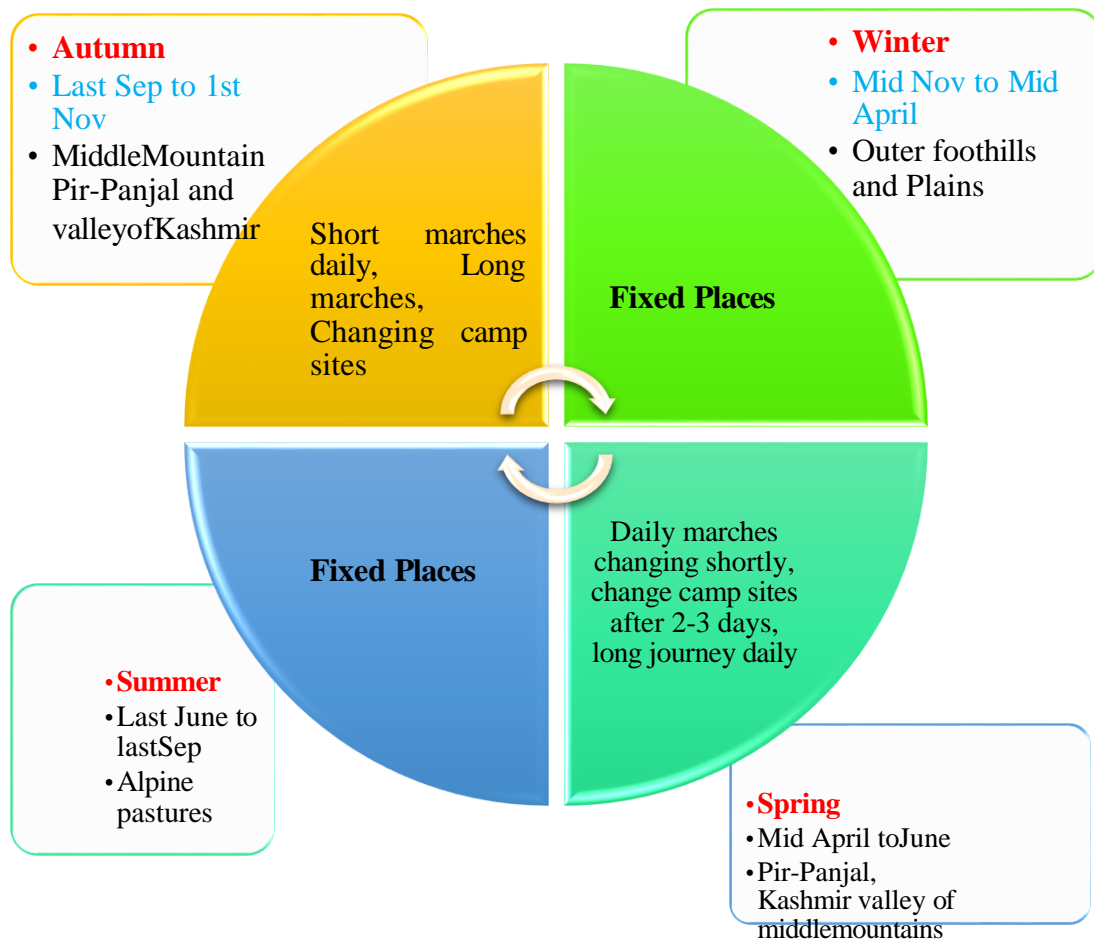 • Autumn
• Last Sep to 1st
Nov
• MiddleMountain
Pir-Panjal and
valleyofKashmir
Short marches
daily, Long
marches,
Changing camp
sites
• Winter
• Mid Nov to Mid
April
• Outer foothills
and Plains
Fixed Places
Fixed Places
Daily marches
changing shortly,
change camp sites
after 2-3 days,
long journey daily
•Summer
•Last June to
lastSep
•Alpine
pastures
•Spring
•Mid April toJune
•Pir-Panjal,
Kashmir valley of
middlemountains